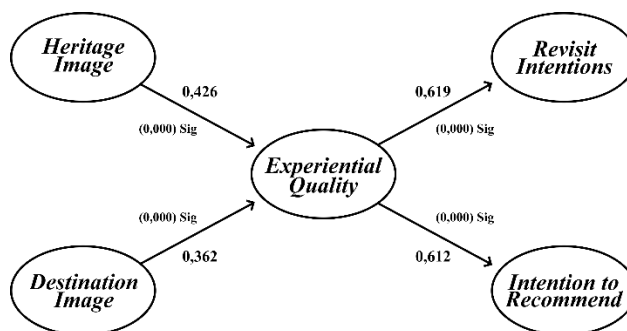 Heritage
Image
Revisit
Intentions
0,426
0,619
(0,000) Sig
(0,000) Sig
Experiential
Quality
(0,000) Sig
(0,000) Sig
0,362
0,612
Destination
Image
Intention to
Recommend